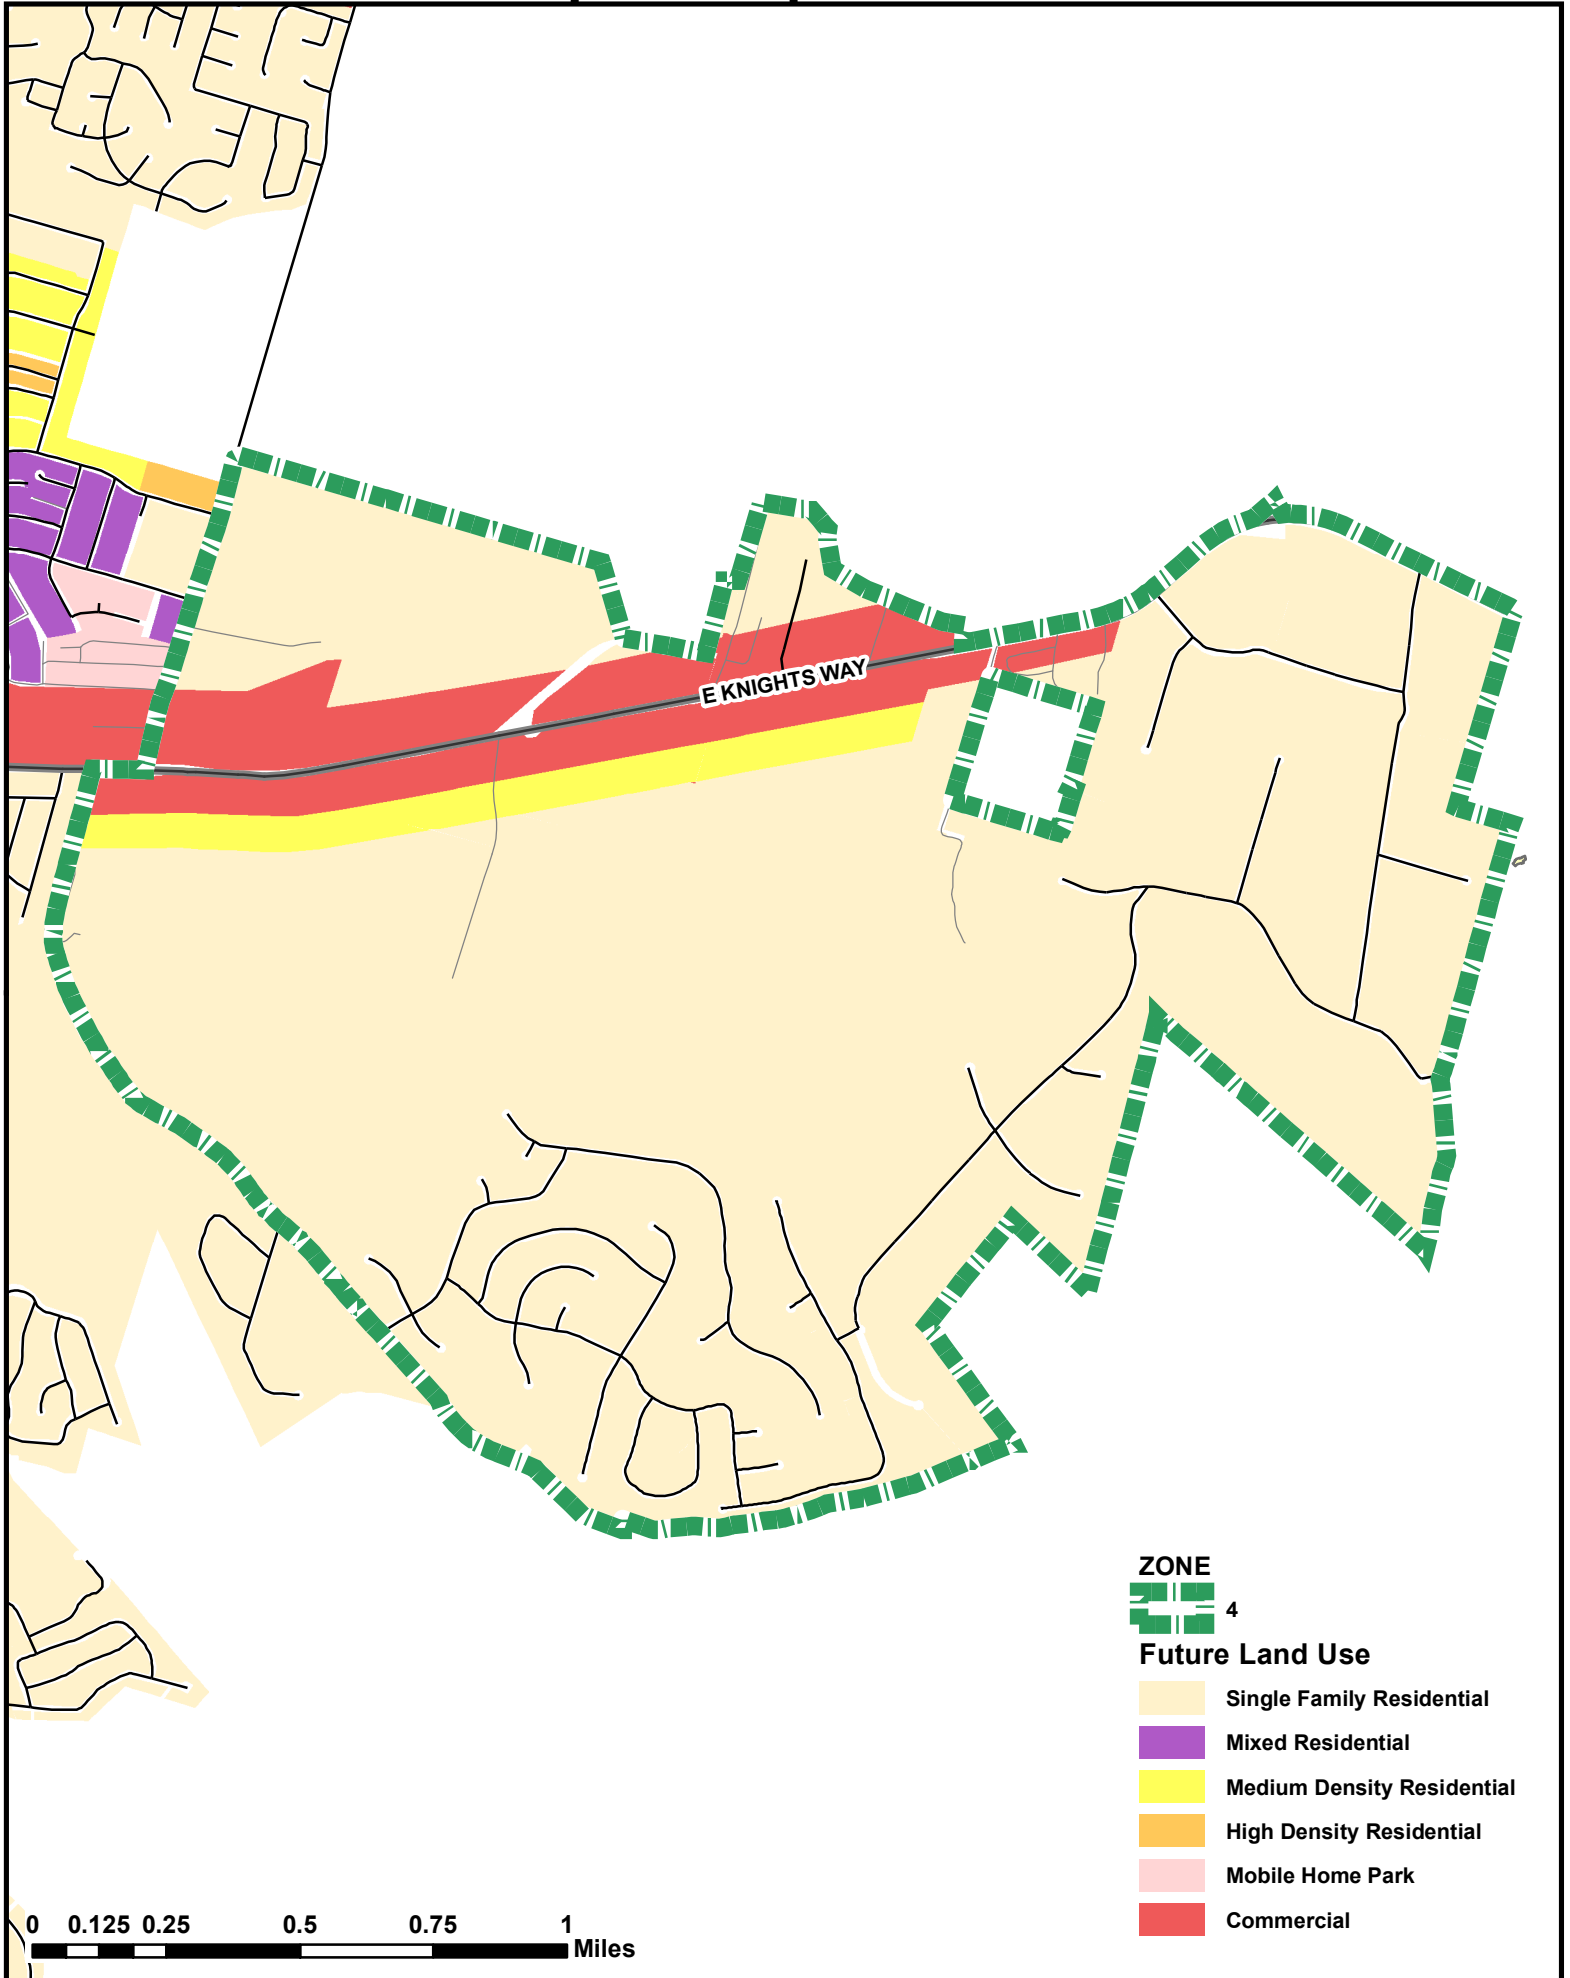 E KNIGHTS WAY
ZONE
4
Future Land Use
Single Family Residential
Mixed Residential
Medium Density Residential
High Density Residential
Mobile Home Park
Commercial
0 0.125 0.25 0.5 0.75 1
Miles